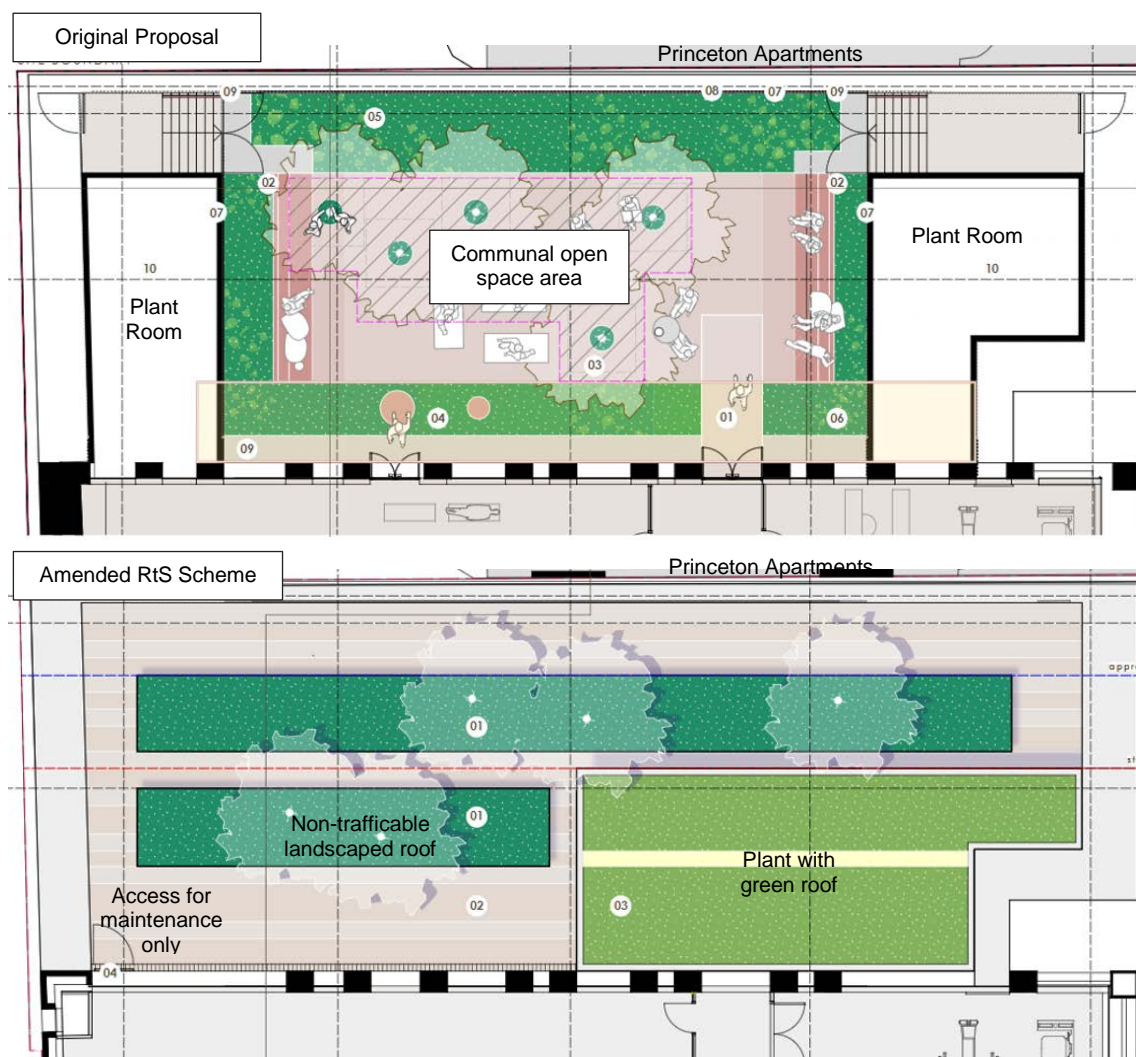 Original Proposal
Princeton Apartments
09
08
07
09
05
02
02
07
07
Communal open
space area
Plant Room
10
10
Plant
Room
03
04
01
06
09
Amended RtS Scheme
Princeton Apartments
appr
01
st
01
Non-trafficable
landscaped roof
Plant with
green roof
Access for
maintenance
only
02
03
04